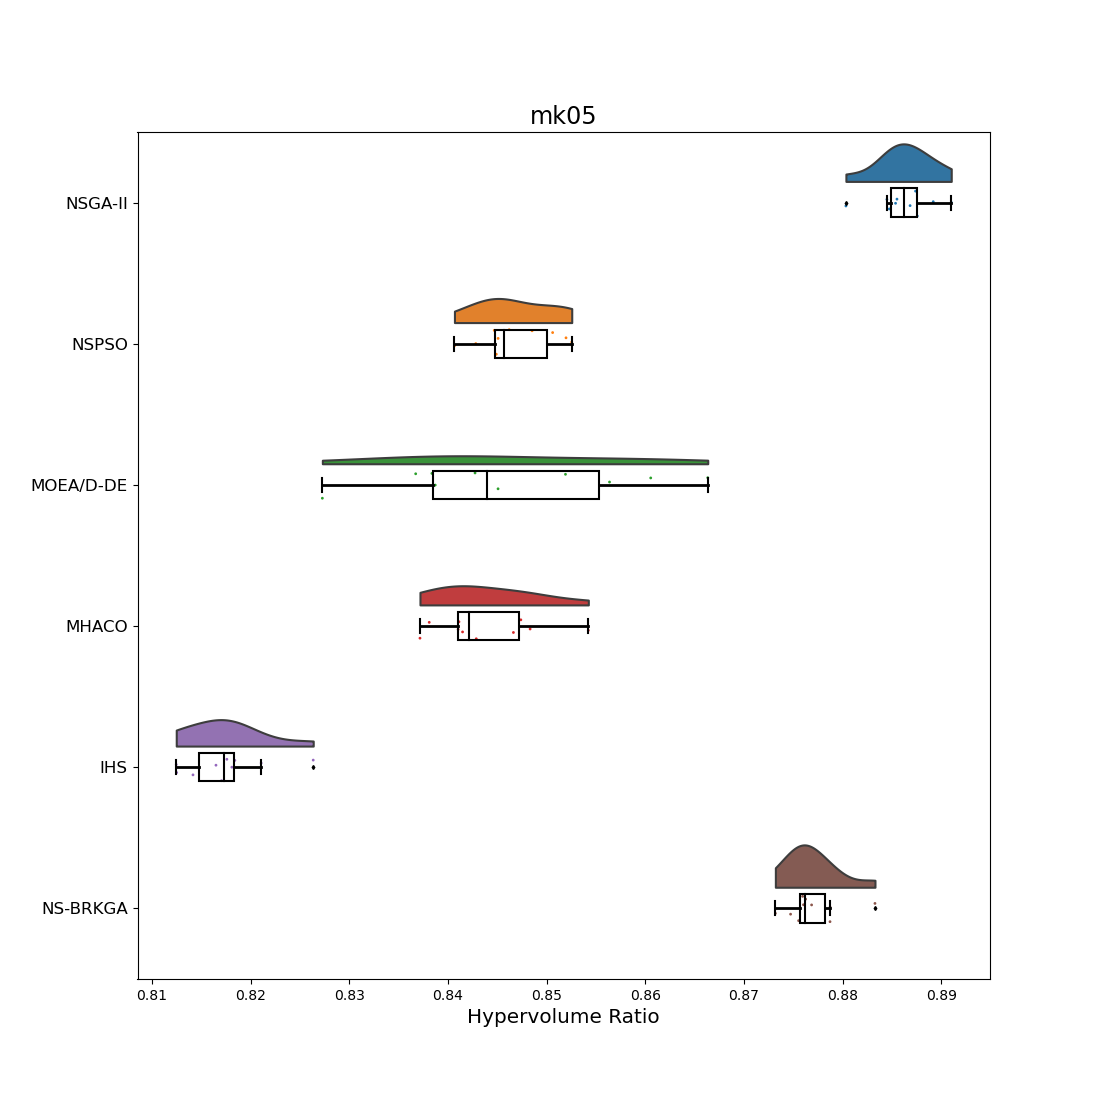 mk05
NSGA-II
NSPSO
MOEA/D-DE
MHACO
IHS
NS-BRKGA
0.81 0.82 0.83 0.84 0.85 0.86 0.87 0.88 0.89
Hypervolume Ratio